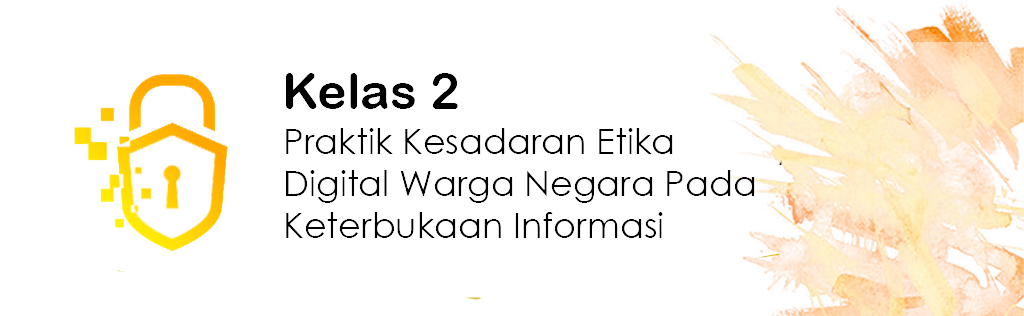 Kelas 2
Praktik Kesadaran Etika
Digital Warga Negara Pada
Keterbukaan Informasi